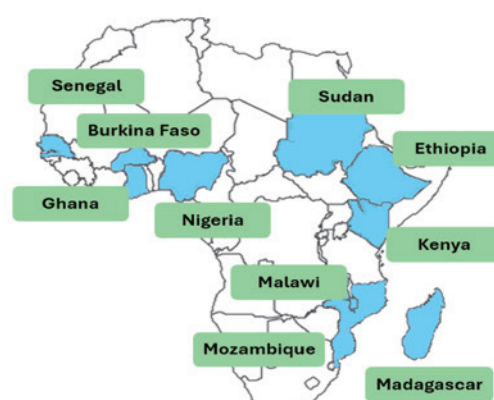 Senegal
Sudan
Burkina Faso
Ethiopia
Ghana
Nigeria
Kenya
Malawi
Mozambique
Madagascar